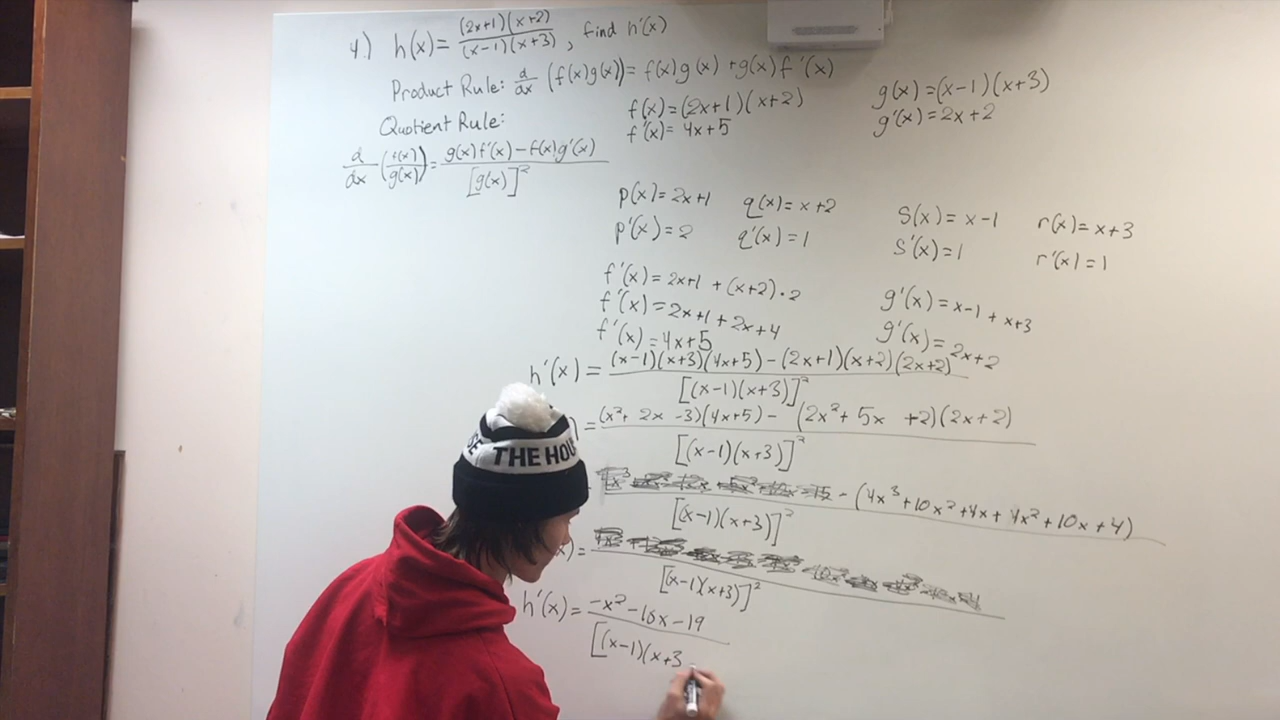 4.) h(x) = (2x+1)(x+2) / (x-1)(x+3) , find h'(x)
Product Rule: d/dx (f(x)g(x)) = f(x)g(x) + g(x)f'(x)
f(x) = (2x+1)(x+2)
f'(x) = 4x+5
g(x) = (x-1)(x+3)
g'(x) = 2x+2
Quotient Rule:
d/dx (f(x)/g(x)) = g(x)f'(x) - f(x)g'(x) / [g(x)]²
p(x) = 2x+1 q(x) = x+2
p'(x) = 2 q'(x) = 1
S(x) = x-1 r(x) = x+3
S'(x) = 1 r'(x) = 1
f'(x) = 2x+1 + (x+2)·2
f'(x) = 2x+1+2x+4
f'(x) = 4x+5
g'(x) = x-1 + x+3
g'(x) = 2x+2
h'(x) = (x-1)(x+3)(4x+5) - (2x+1)(x+2)(2x+2) / [(x-1)(x+3)]²
) = (x²+ 2x -3)(4x+5) - (2x² + 5x +2)(2x+2) / [(x-1)(x+3)]²
- (4x³ + 10x² + 4x + 4x² + 10x + 4) / [(x-1)(x+3)]²
x) = / [(x-1)(x+3)]²
h'(x) = -x² -16x -19 / [(x-1)(x+3
THE HOU